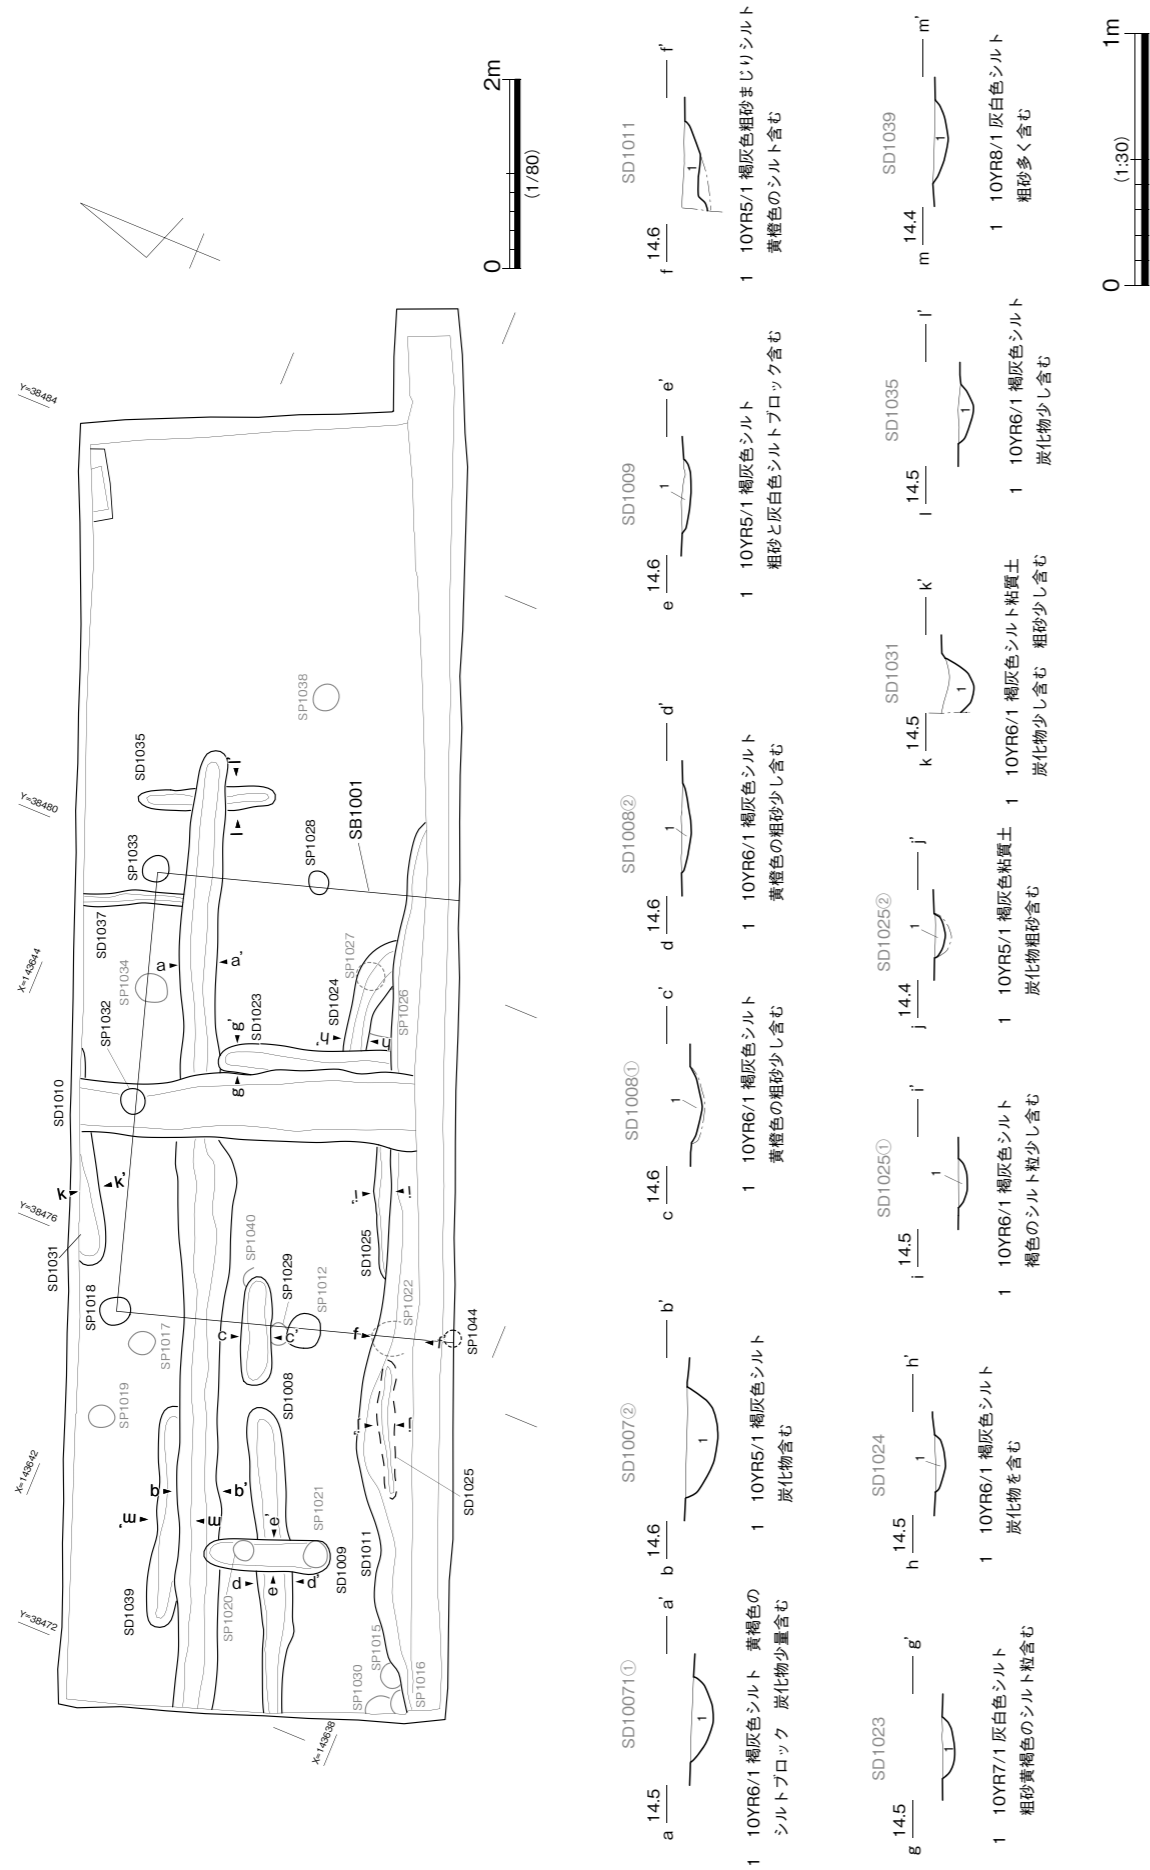 Y=38484
Y=38480
Y=38476
Y=38472
X=143644
X=143642
X=143638
2m
0
(1/80)
SP1038
SD1035
l'
l
SP1033
SP1028
SB1001
SD1037
a
a'
SP1034
SP1032
SD1023
g'
g
SD1024
SP1027
SP1026
h'
h
SD1010
k
k'
SD1031
i'
i
SD1025
SP1018
SP1040
SP1029
SP1012
SP1022
c
c'
f
f'
SP1044
SP1017
SP1019
SD1008
j'
j
SD1025
b
b'
m'
m
SP1021
e'
e
d
d'
SD1009
SD1011
SD1039
SP1020
SP1015
SP1030
SP1016
SD10071①
a
14.5
a'
1
1 10YR6/1 褐灰色シルト 黄褐色の
シルトブロック 炭化物少量含む
SD1007②
b
14.6
b'
1
1 10YR5/1 褐灰色シルト
炭化物含む
SD1008①
c
14.6
c'
1
1 10YR6/1 褐灰色シルト
黄橙色の粗砂少し含む
SD1008②
d
14.6
d'
1
1 10YR6/1 褐灰色シルト
黄橙色の粗砂少し含む
SD1009
e
14.6
e'
1
1 10YR5/1 褐灰色シルト
粗砂と灰白色シルトブロック含む
SD1011
f
14.6
f'
1
1 10YR5/1 褐灰色粗砂まじりシルト
黄橙色のシルト含む
SD1023
g
14.5
g'
1
1 10YR7/1 灰白色シルト
粗砂黄褐色のシルト粒含む
SD1024
h
14.5
h'
1
1 10YR6/1 褐灰色シルト
炭化物を含む
SD1025①
i
14.5
i'
1
1 10YR6/1 褐灰色シルト
褐色のシルト粒少し含む
SD1025②
j
14.4
j'
1
1 10YR5/1 褐灰色粘質土
炭化物粗砂含む
SD1031
k
14.5
k'
1
1 10YR6/1 褐灰色シルト粘質土
炭化物少し含む 粗砂少し含む
SD1035
l
14.5
l'
1
1 10YR6/1 褐灰色シルト
炭化物少し含む
SD1039
m
14.4
m'
1
1 10YR8/1 灰白色シルト
粗砂多く含む
1m
(1:30)
0